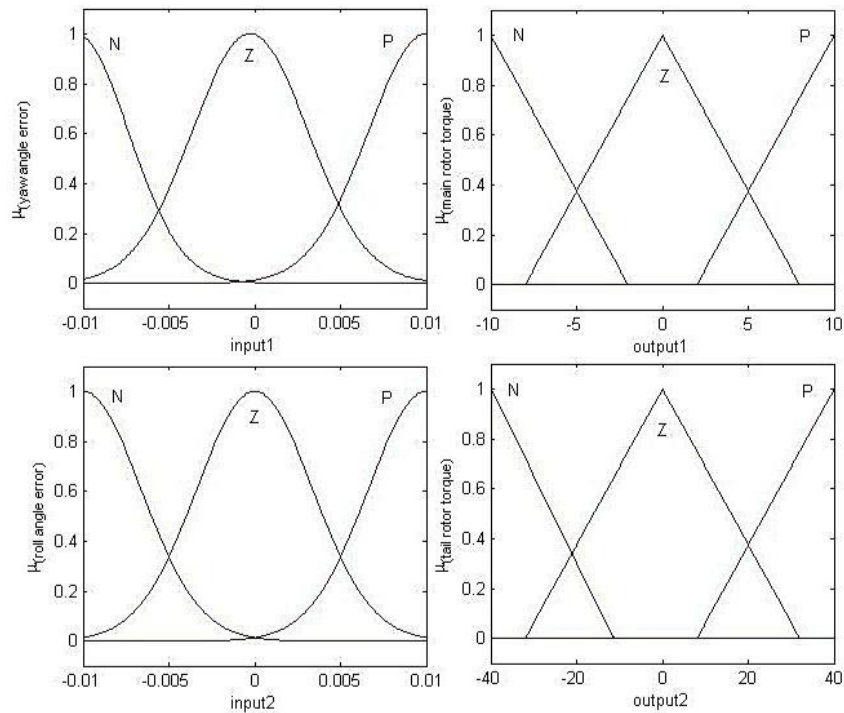 N
Z
P
1
0.8
0.6
0.4
0.2
0
μ(yaw angle error)
-0.01 -0.005 0 0.005 0.01
input1
N
Z
P
1
0.8
0.6
0.4
0.2
0
μ(main rotor torque)
-10 -5 0 5 10
output1
N
Z
P
1
0.8
0.6
0.4
0.2
0
μ(roll angle error)
-0.01 -0.005 0 0.005 0.01
input2
N
Z
P
1
0.8
0.6
0.4
0.2
0
μ(tail rotor torque)
-40 -20 0 20 40
output2